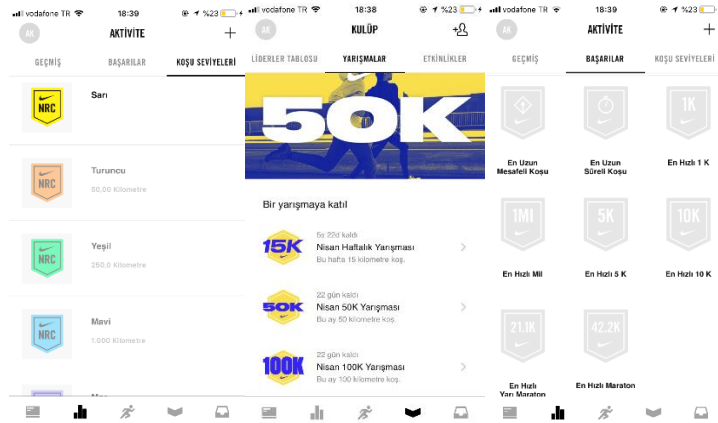 vodafone TR
18:39
%23
AK
AKTİVİTE
+
GEÇMİŞ
BAŞARILAR
KOŞU SEVİYELERİ
NRC
Sarı
NRC
Turuncu
50,00 Kilometre
NRC
Yeşil
250,0 Kilometre
NRC
Mavi
1.000 Kilometre
vodafone TR
18:38
%23
AK
KULÜP
LİDERLER TABLOSU
YARIŞMALAR
ETKİNLİKLER
50K
Bir yarışmaya katıl
15K
5s 22d kaldı
Nisan Haftalık Yarışması
Bu hafta 15 kilometre koş.
50K
22 gün kaldı
Nisan 50K Yarışması
Bu ay 50 kilometre koş.
100K
22 gün kaldı
Nisan 100K Yarışması
Bu ay 100 kilometre koş.
vodafone TR
18:39
%23
AK
AKTİVİTE
+
GEÇMİŞ
BAŞARILAR
KOŞU SEVİYELERİ
En Uzun
Mesafeli Koşu
En Uzun
Süreli Koşu
1K
En Hızlı 1 K
1MI
En Hızlı Mil
5K
En Hızlı 5 K
10K
En Hızlı 10 K
21.1K
En Hızlı
Yarı Maraton
42.2K
En Hızlı Maraton